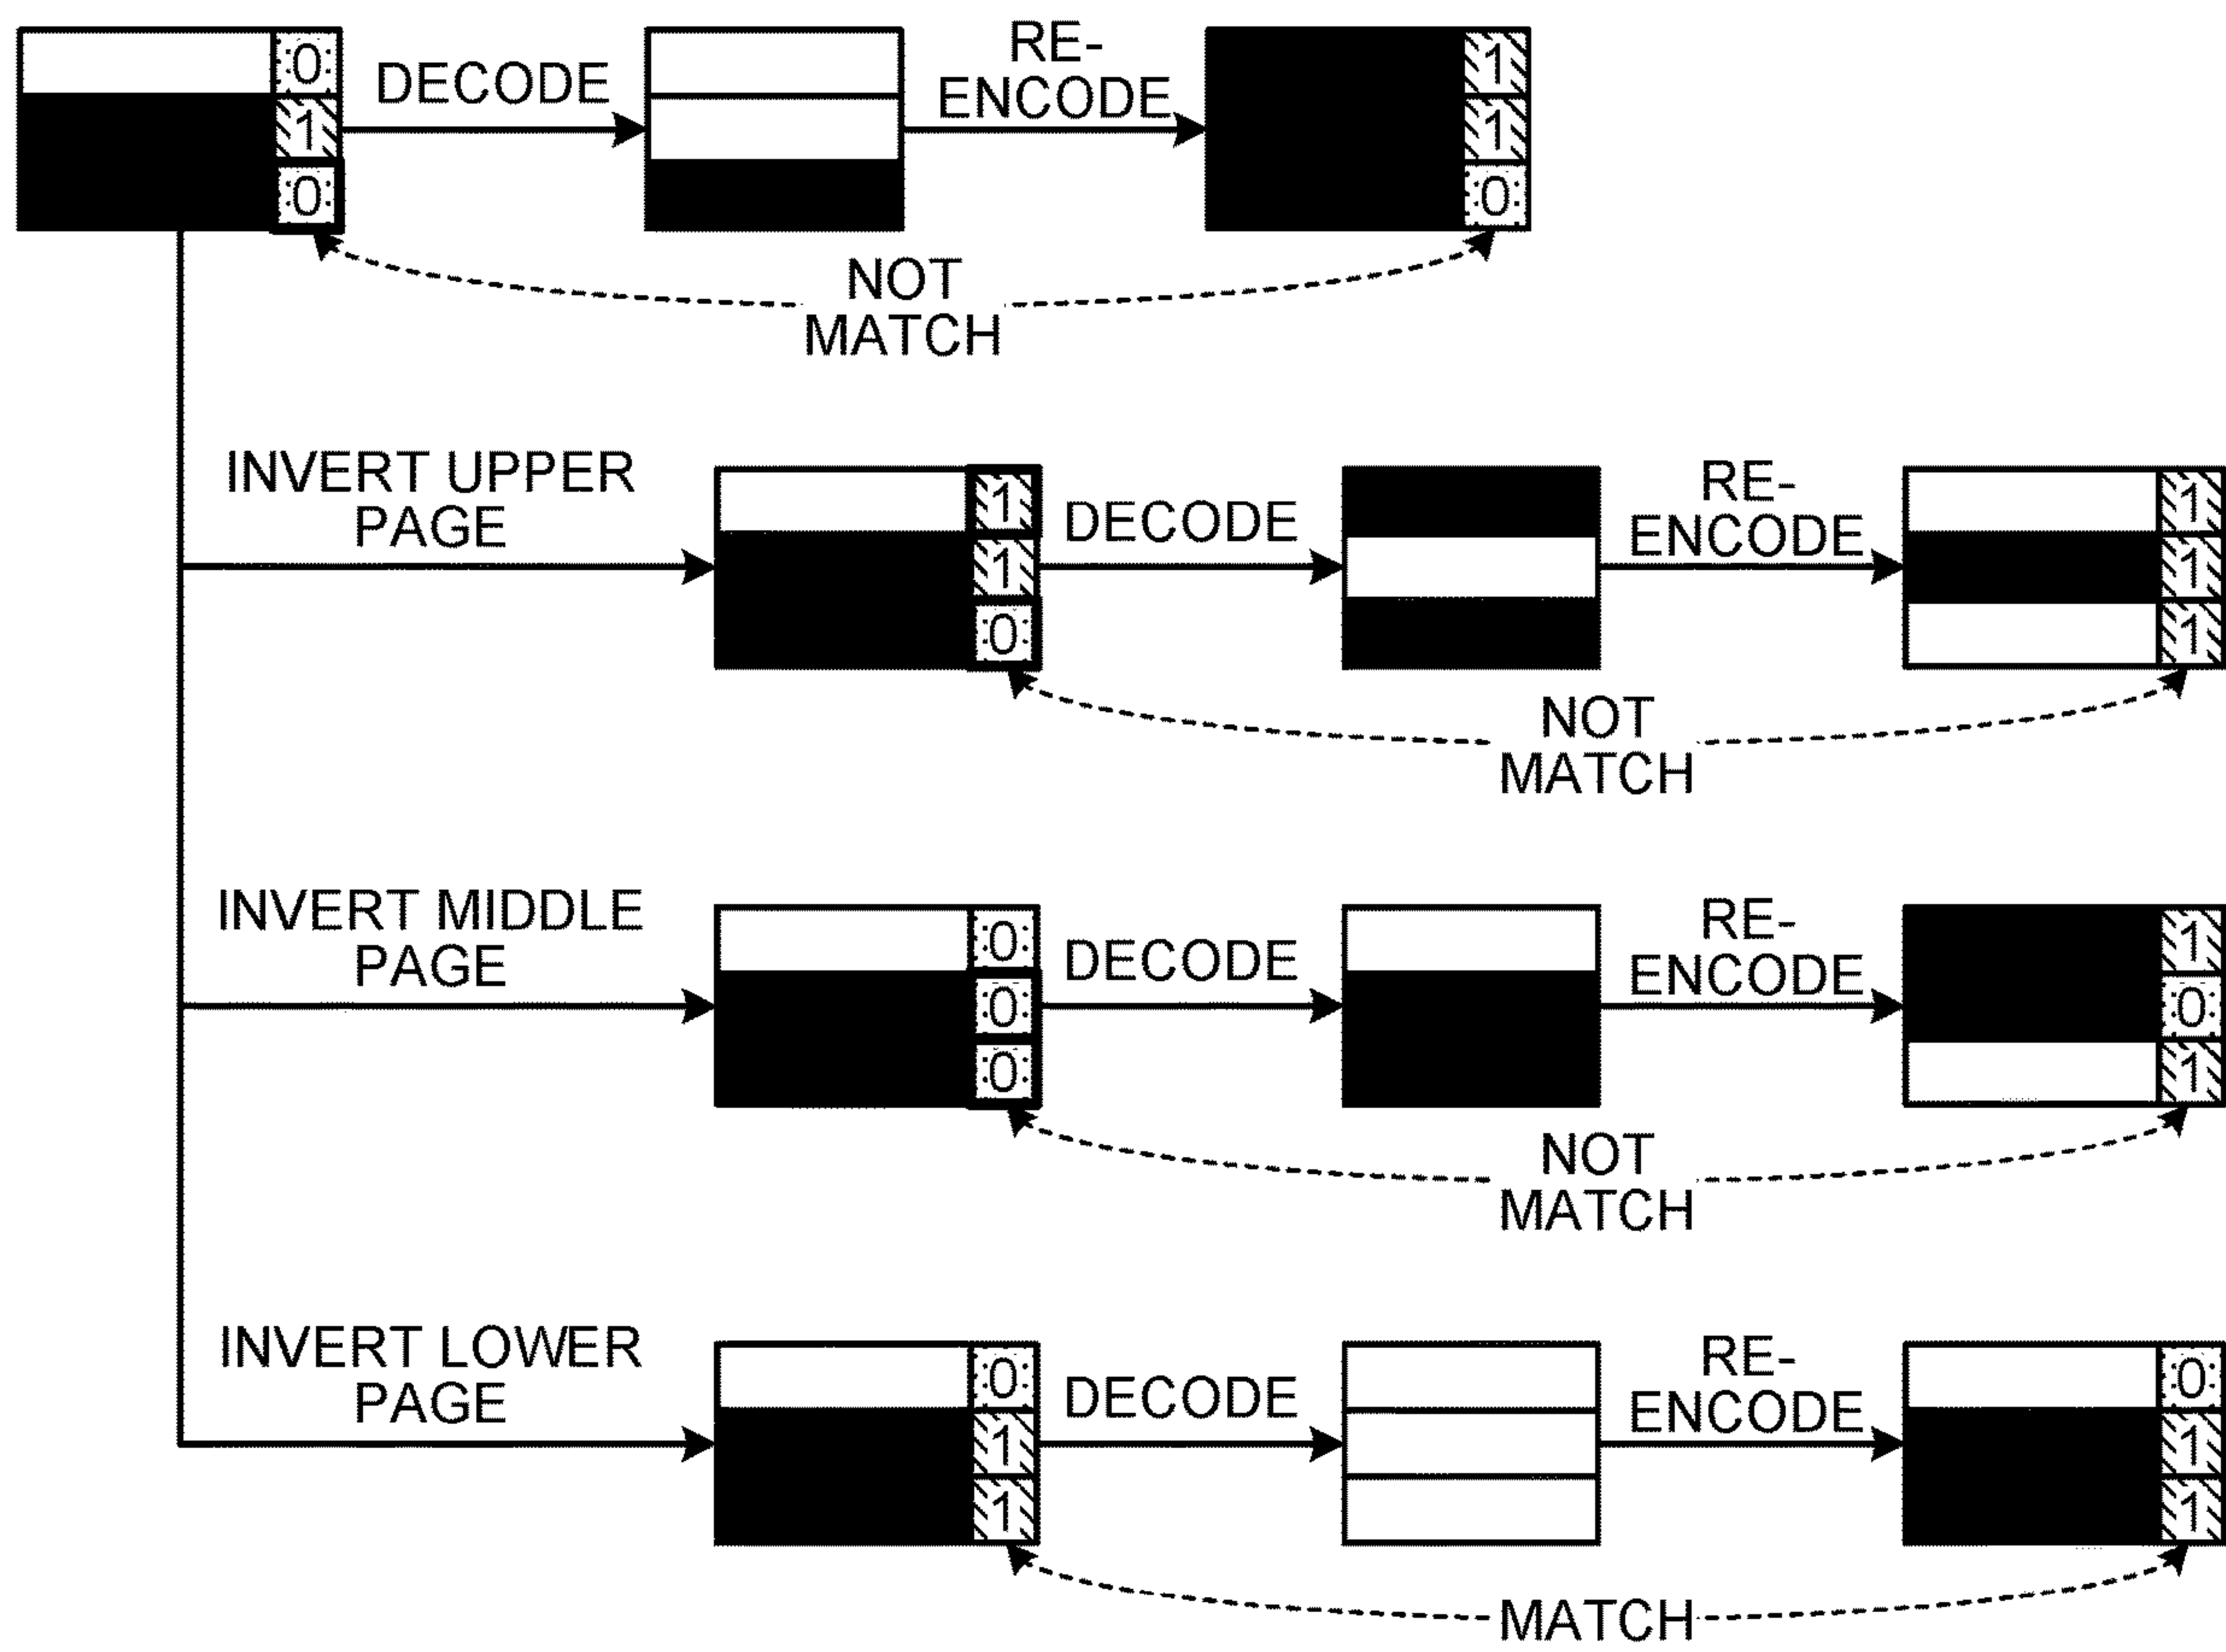 0
1
0
DECODE
RE-
ENCODE
1
1
0
NOT
MATCH
INVERT UPPER
PAGE
1
1
0
DECODE
RE-
ENCODE
1
1
1
NOT
MATCH
INVERT MIDDLE
PAGE
0
0
0
DECODE
RE-
ENCODE
1
0
1
NOT
MATCH
INVERT LOWER
PAGE
0
1
1
DECODE
RE-
ENCODE
0
1
1
MATCH